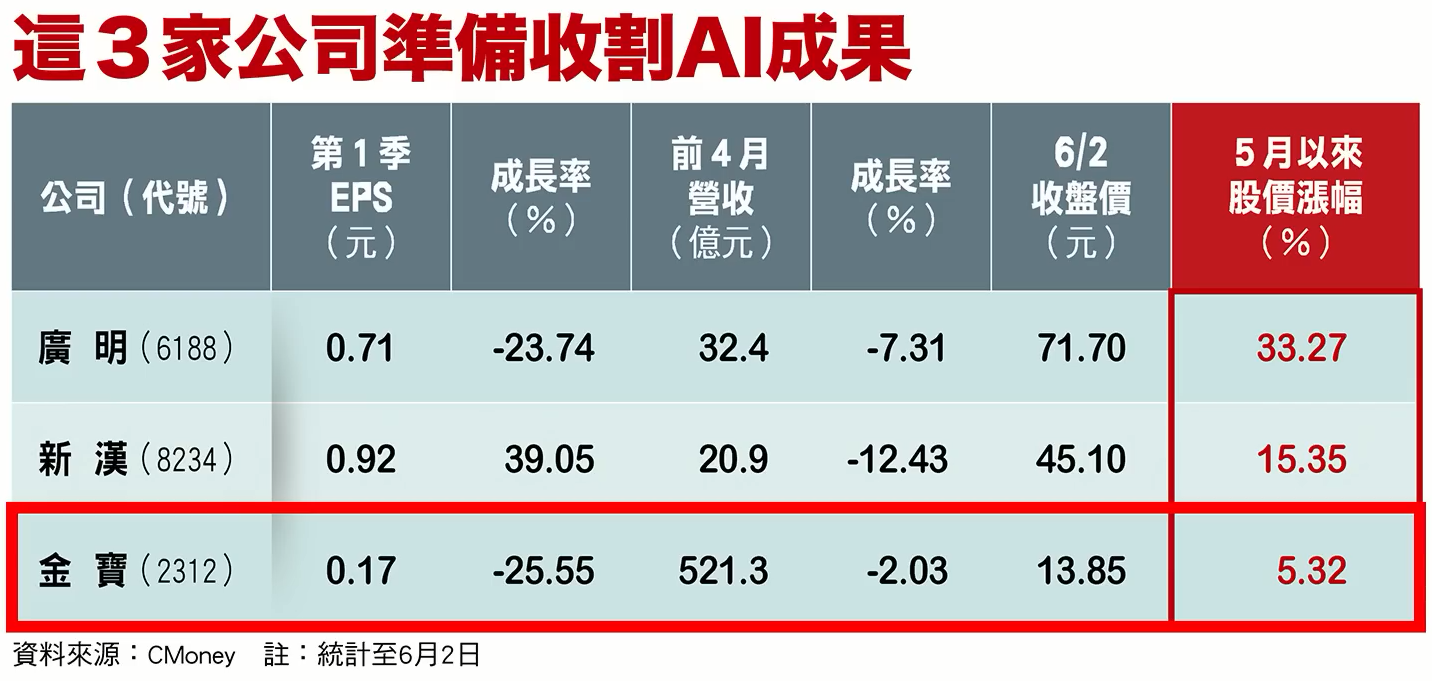 這3家公司準備收割AI成果
公司（代號） 第1季EPS（元） 成長率（%） 前4月營收（億元） 成長率（%） 6/2收盤價（元） 5月以來股價漲幅（%）
廣明（6188） 0.71 -23.74 32.4 -7.31 71.70 33.27
新漢（8234） 0.92 39.05 20.9 -12.43 45.10 15.35
金寶（2312） 0.17 -25.55 521.3 -2.03 13.85 5.32
資料來源：CMoney 註：統計至6月2日